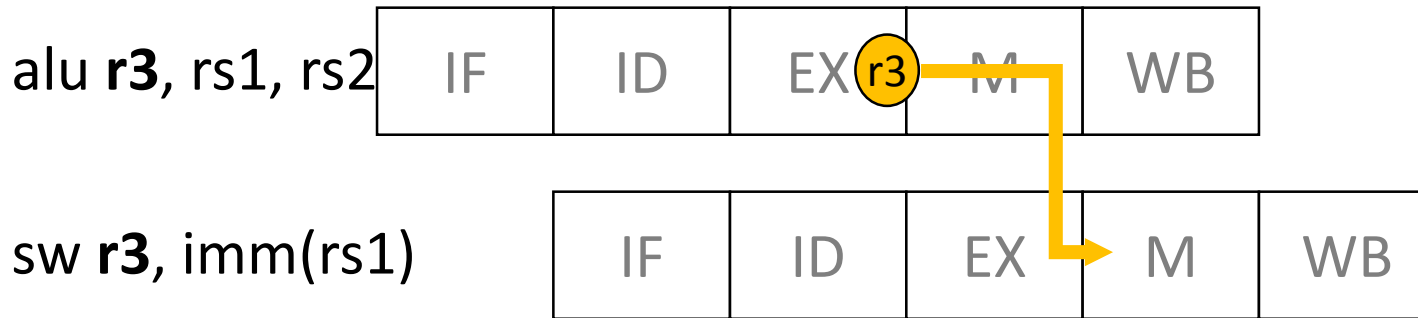 alu r3, rs1, rs2 IF ID EX r3 M WB
sw r3, imm(rs1) IF ID EX M WB